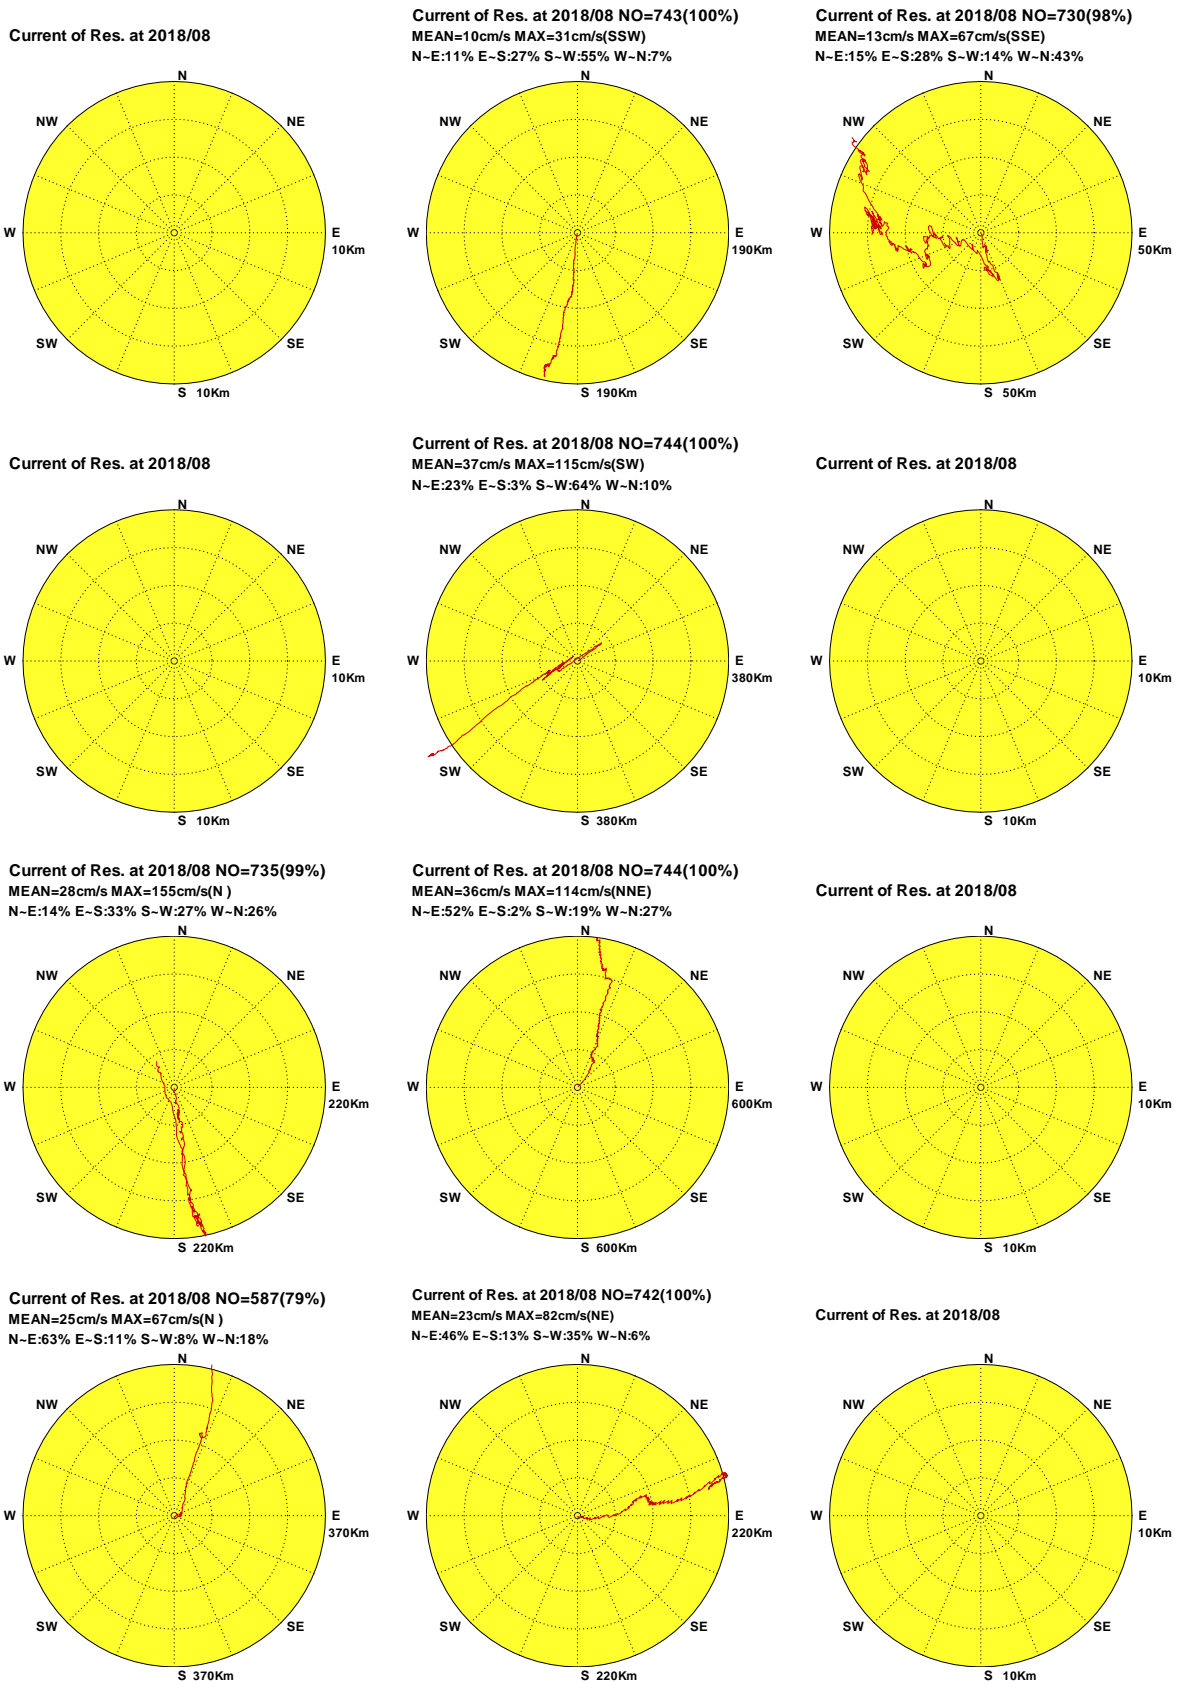 Current of Res. at 2018/08
N
NW
NE
W
E
10Km
SW
SE
S 10Km
Current of Res. at 2018/08 NO=743(100%)
MEAN=10cm/s MAX=31cm/s(SSW)
N~E:11% E~S:27% S~W:55% W~N:7%
N
NW
NE
W
E
190Km
SW
SE
S 190Km
Current of Res. at 2018/08 NO=730(98%)
MEAN=13cm/s MAX=67cm/s(SSE)
N~E:15% E~S:28% S~W:14% W~N:43%
N
NW
NE
W
E
50Km
SW
SE
S 50Km
Current of Res. at 2018/08
N
NW
NE
W
E
10Km
SW
SE
S 10Km
Current of Res. at 2018/08 NO=744(100%)
MEAN=37cm/s MAX=115cm/s(SW)
N~E:23% E~S:3% S~W:64% W~N:10%
N
NW
NE
W
E
380Km
SW
SE
S 380Km
Current of Res. at 2018/08
N
NW
NE
W
E
10Km
SW
SE
S 10Km
Current of Res. at 2018/08 NO=735(99%)
MEAN=28cm/s MAX=155cm/s(N )
N~E:14% E~S:33% S~W:27% W~N:26%
N
NW
NE
W
E
220Km
SW
SE
S 220Km
Current of Res. at 2018/08 NO=744(100%)
MEAN=36cm/s MAX=114cm/s(NNE)
N~E:52% E~S:2% S~W:19% W~N:27%
N
NW
NE
W
E
600Km
SW
SE
S 600Km
Current of Res. at 2018/08
N
NW
NE
W
E
10Km
SW
SE
S 10Km
Current of Res. at 2018/08 NO=587(79%)
MEAN=25cm/s MAX=67cm/s(N )
N~E:63% E~S:11% S~W:8% W~N:18%
N
NW
NE
W
E
370Km
SW
SE
S 370Km
Current of Res. at 2018/08 NO=742(100%)
MEAN=23cm/s MAX=82cm/s(NE)
N~E:46% E~S:13% S~W:35% W~N:6%
N
NW
NE
W
E
220Km
SW
SE
S 220Km
Current of Res. at 2018/08
N
NW
NE
W
E
10Km
SW
SE
S 10Km